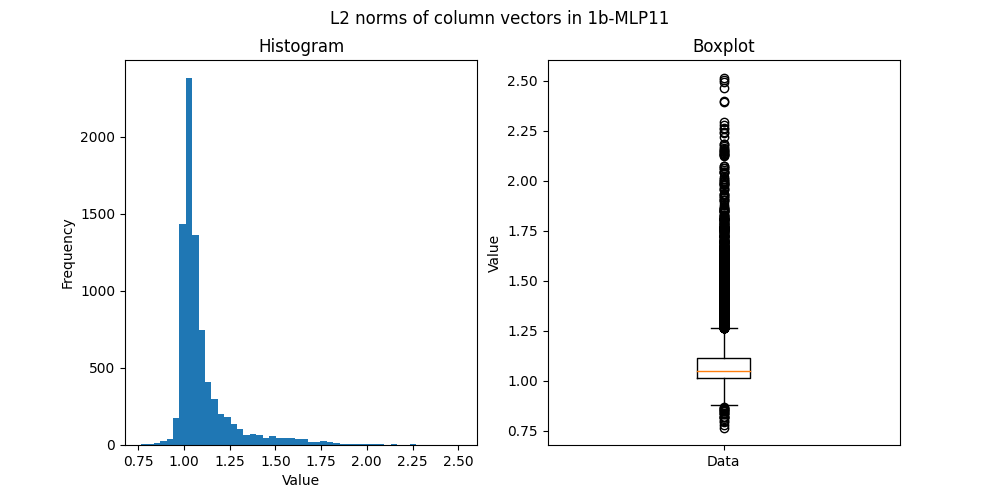 L2 norms of column vectors in 1b-MLP11
Histogram
Frequency
2000
1500
1000
500
0
0.75 1.00 1.25 1.50 1.75 2.00 2.25 2.50
Value
Boxplot
Value
2.50
2.25
2.00
1.75
1.50
1.25
1.00
0.75
Data